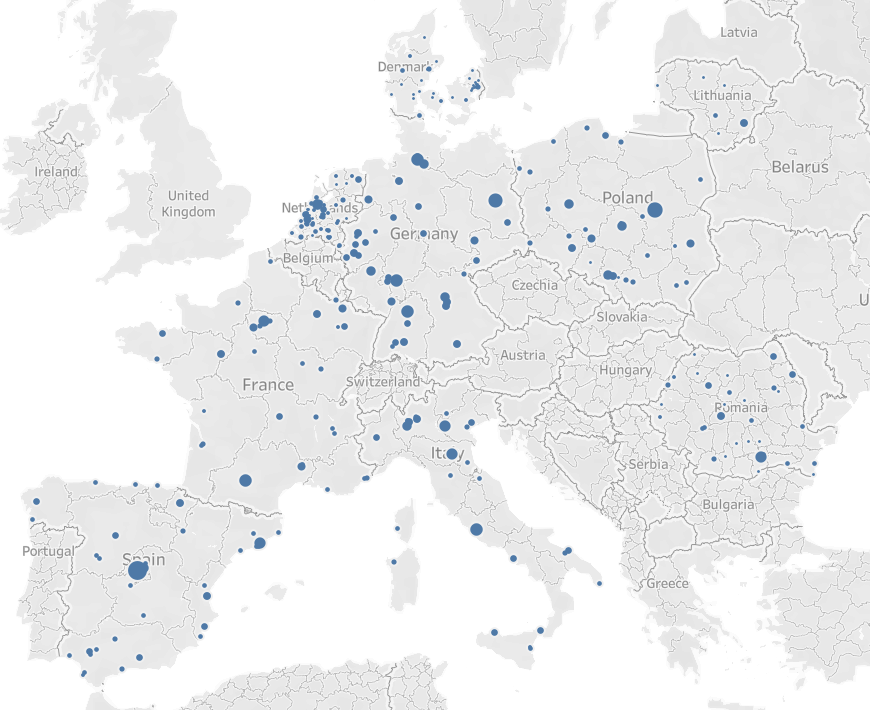 Latvia
Denmark
Lithuania
Ireland
Belarus
United
Kingdom
Netherlands
Poland
Germany
Belgium
Czechia
U
Slovakia
Austria
France
Switzerland
Hungary
Romania
Italy
Serbia
Bulgaria
Portugal
Spain
Greece